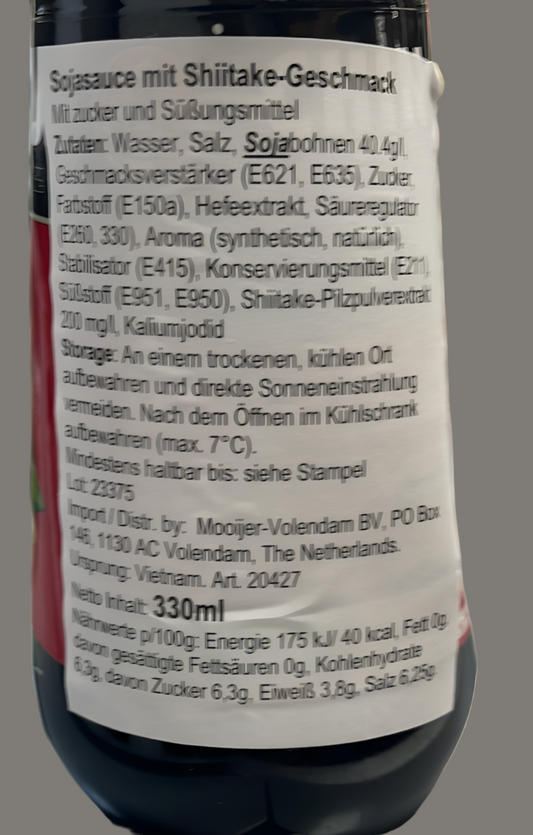 Sojasauce mit Shiitake-Geschmack
Mit zucker und Süßungsmittel
Zutaten: Wasser, Salz, Sojabohnen 40.4g/l,
Geschmacksverstärker (E621, E635), Zucker,
Farbstoff (E150a), Hefeextrakt, Säureregulator
(E260, 330), Aroma (synthetisch, natürlich),
Stabilisator (E415), Konservierungsmittel (E211),
Süßstoff (E951, E950), Shiitake-Pilzpulverextrakt
200 mg/l, Kaliumjodid
Storage: An einem trockenen, kühlen Ort
aufbewahren und direkte Sonneneinstrahlung
vermeiden. Nach dem Öffnen im Kühlschrank
aufbewahren (max. 7°C).
Mindestens haltbar bis: siehe Stampel
Lot: 23375
Import / Distr. by: Mooijer-Volendam BV, PO Box
146, 1130 AC Volendam, The Netherlands.
Ursprung: Vietnam. Art. 20427
Netto Inhalt: 330ml
Nährwerte p/100g: Energie 175 kJ/ 40 kcal, Fett 0g,
davon gesättigte Fettsäuren 0g, Kohlenhydrate
6,3g, davon Zucker 6,3g, Eiweiß 3,8g, Salz 6,25g.